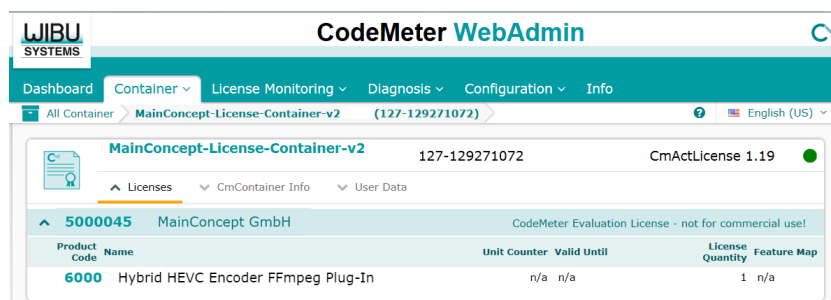 WIBU
SYSTEMS
CodeMeter WebAdmin
Dashboard Container License Monitoring Diagnosis Configuration Info
All Container MainConcept-License-Container-v2 (127-129271072) English (US)
MainConcept-License-Container-v2 127-129271072 CmActLicense 1.19
Licenses CmContainer Info User Data
5000045 MainConcept GmbH CodeMeter Evaluation License - not for commercial use!
Product Code Name Unit Counter Valid Until License Quantity Feature Map
6000 Hybrid HEVC Encoder FFmpeg Plug-In n/a n/a 1 n/a